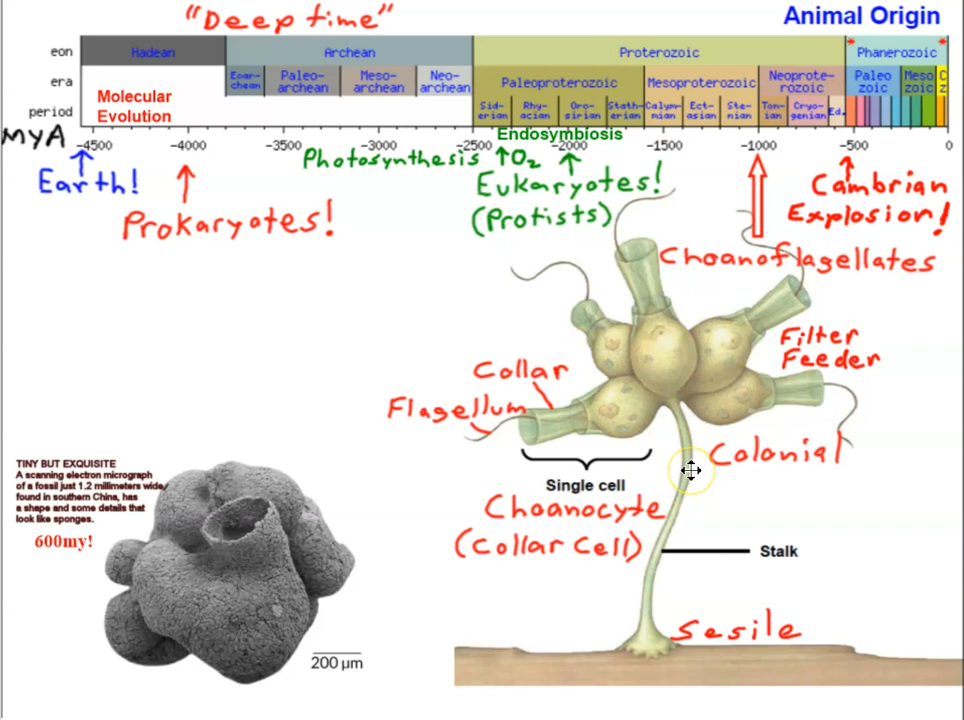 "Deep time"
Animal Origin
eon Hadean Archean Proterozoic Phanerozoic
era Eoar-chean Paleo-archean Meso-archean Neo-archean Paleoproterozoic Mesoproterozoic Neoprote-rozoic Paleo zoic Meso zoic C z
Molecular
Evolution
period Sid-erian Rhy-acian Oro-sirian Stath-erian Calym-mian Ect-asian Ste-nian Ton-ian Cryo-genian Ed.
Endosymbiosis
MYA -4500 -4000 -3500 -3000 -2500 -2000 -1500 -1000 -500 0
Photosynthesis O2
Earth!
Eukaryotes!
(Protists)
Cambrian
Explosion!
Prokaryotes!
Choanoflagellates
Filter
Feeder
Collar
Flagellum
Colonial
Single cell
Choanocyte
(Collar Cell)
Stalk
Sesile
TINY BUT EXQUISITE
A scanning electron micrograph
of a fossil just 1.2 millimeters wide,
found in southern China, has
a shape and some details that
look like sponges.
600my!
200 µm